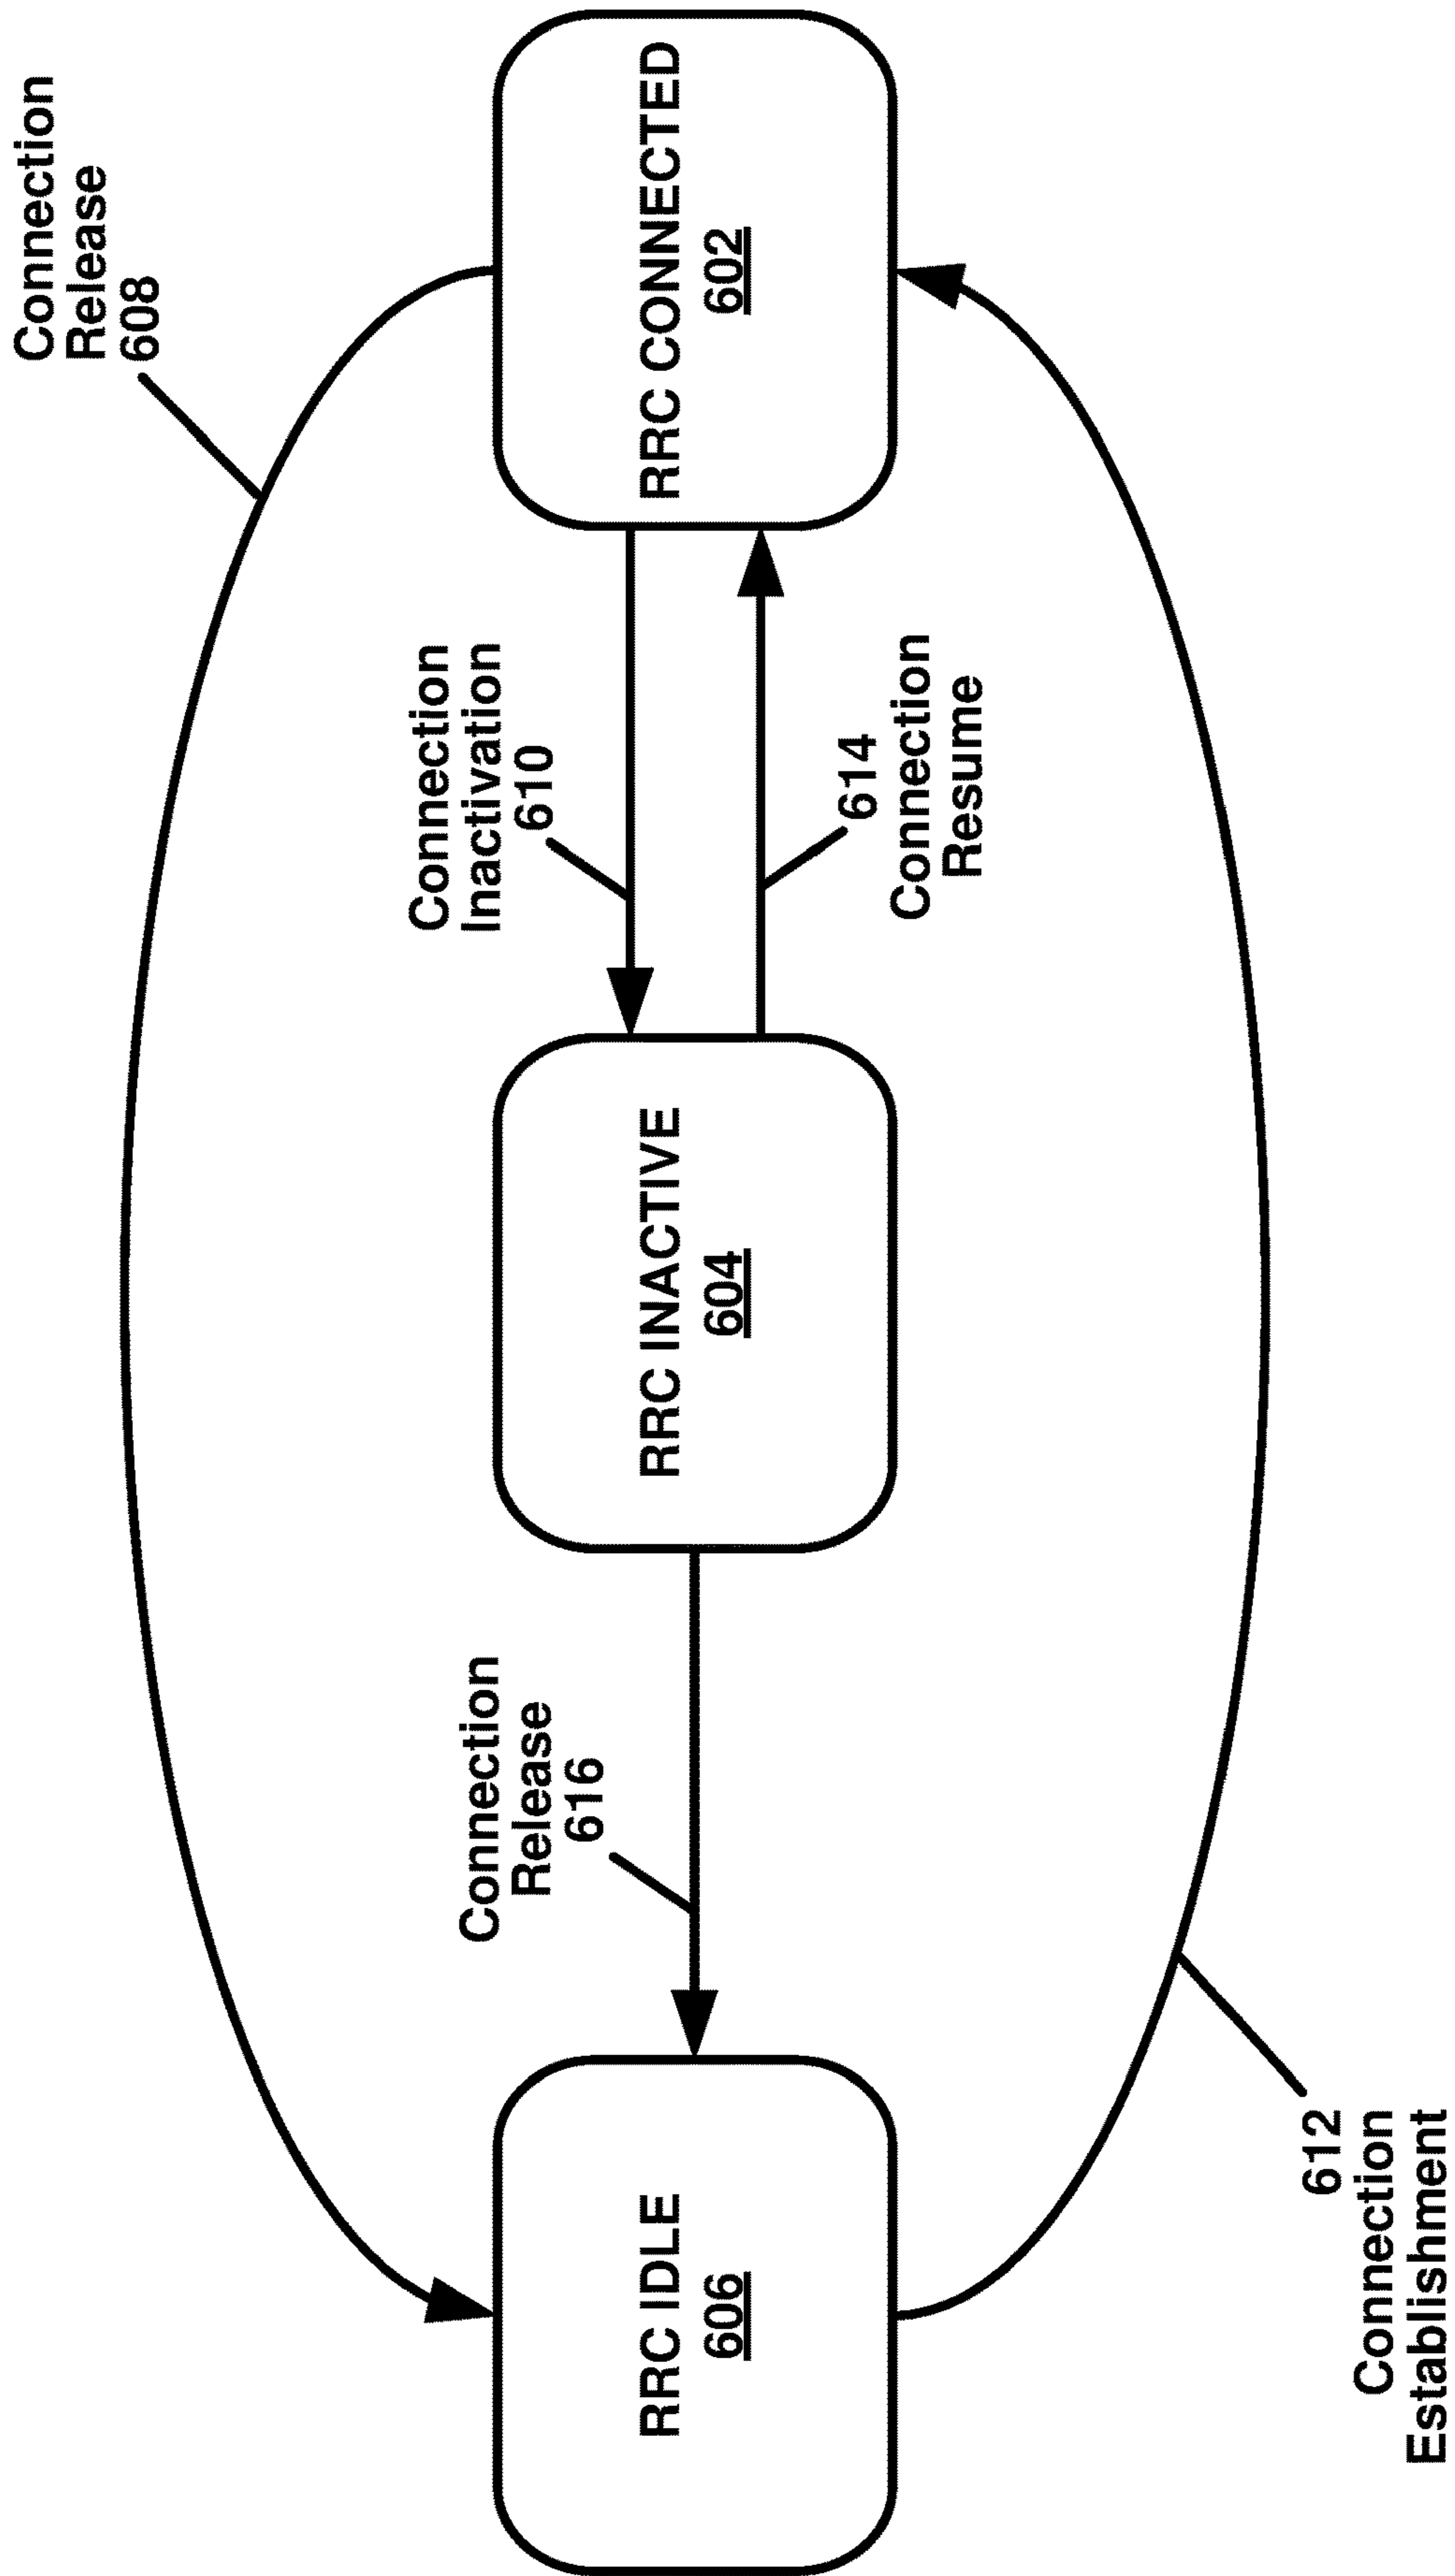 Connection
Release
608
Connection
Inactivation
610
Connection
Release
616
RRC IDLE
606
RRC INACTIVE
604
RRC CONNECTED
602
614
Connection
Resume
612
Connection
Establishment